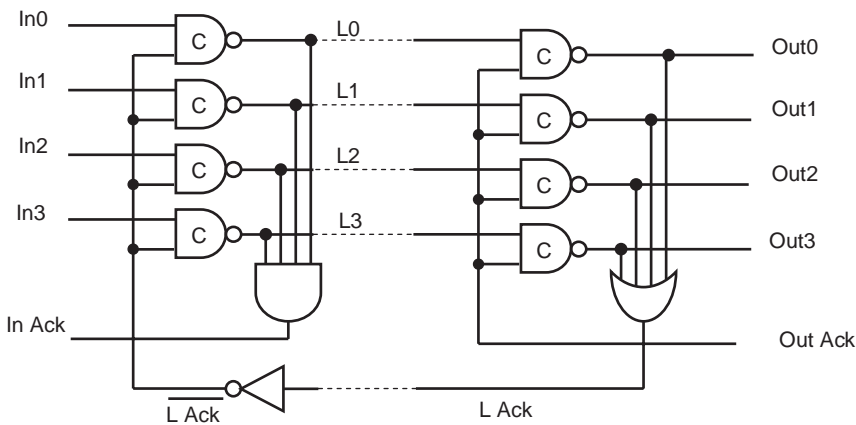 In0
In1
In2
In3
In Ack
C
C
C
C
L0
L1
L2
L3
C
C
C
C
Out0
Out1
Out2
Out3
Out Ack
L Ack
L Ack